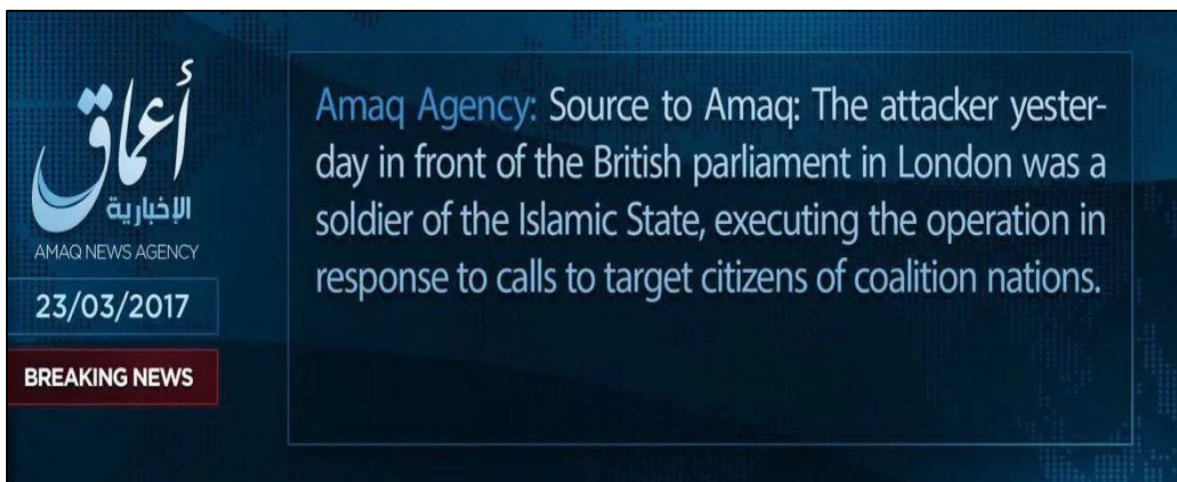 أعماق
الإخبارية
AMAQ NEWS AGENCY
23/03/2017
BREAKING NEWS
Amaq Agency: Source to Amaq: The attacker yester-
day in front of the British parliament in London was a
soldier of the Islamic State, executing the operation in
response to calls to target citizens of coalition nations.